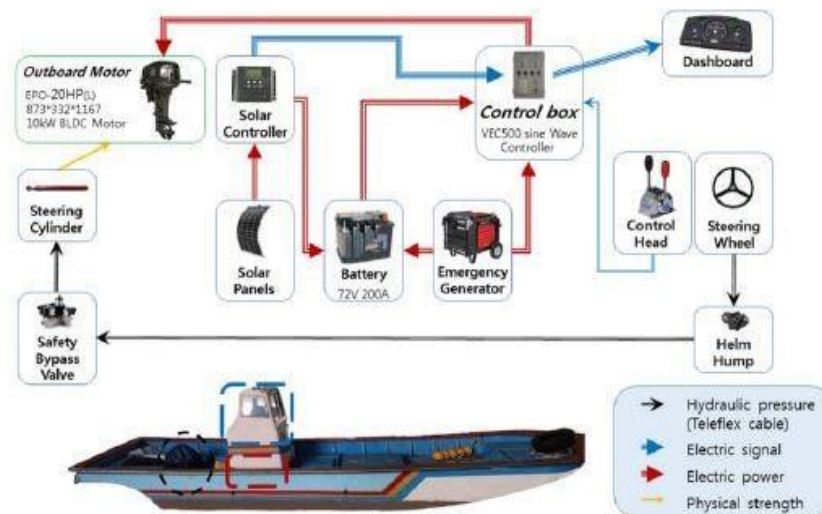 Outboard Motor
EPO-20HP(L)
873*332*1167
10kW BLDC Motor
Solar
Controller
Control box
VEC500 sine Wave
Controller
Dashboard
Steering
Cylinder
Solar
Panels
Battery
72V 200A
Emergency
Generator
Control
Head
Steering
Wheel
Safety
Bypass
Valve
Helm
Hump
Hydraulic pressure
(Teleflex cable)
Electric signal
Electric power
Physical strength